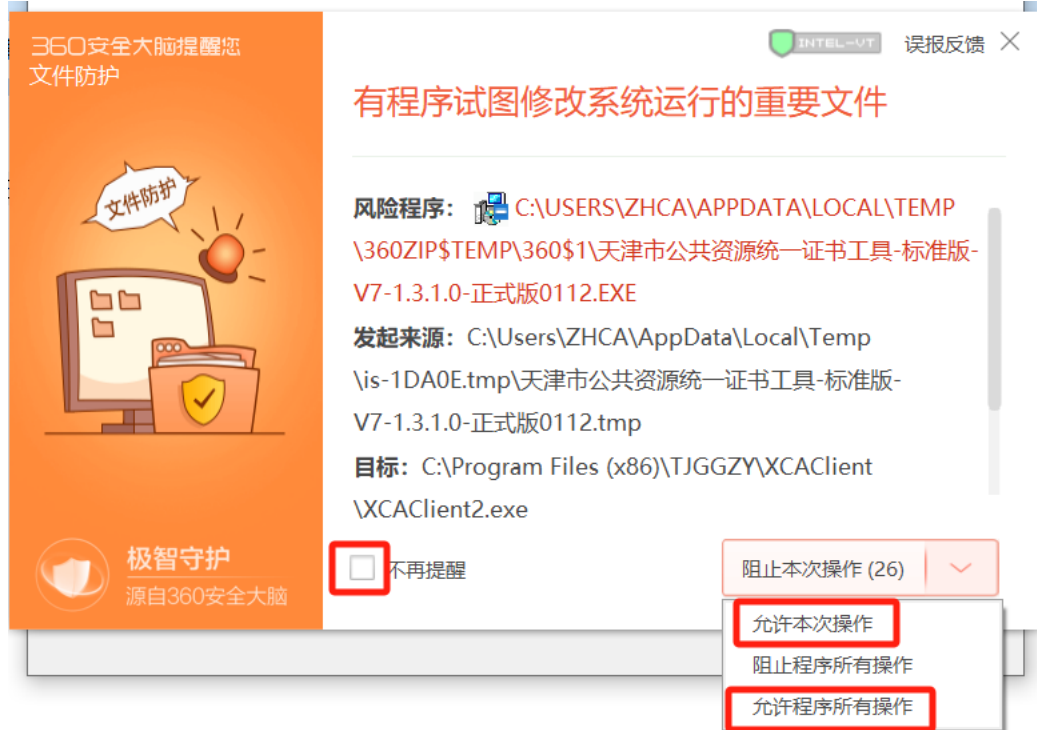 360安全大脑提醒您
文件防护
INTEL-VT
误报反馈
有程序试图修改系统运行的重要文件
文件防护
风险程序: C:\USERS\ZHCA\APPDATA\LOCAL\TEMP
\360ZIP$TEMP\360$1\天津市公共资源统一证书工具-标准版-
V7-1.3.1.0-正式版0112.EXE
发起来源: C:\Users\ZHCA\AppData\Local\Temp
\is-1DA0E.tmp\天津市公共资源统一证书工具-标准版-
V7-1.3.1.0-正式版0112.tmp
目标: C:\Program Files (x86)\TJGGZY\XCAClient
\XCAClient2.exe
极智守护
源自360安全大脑
不再提醒
阻止本次操作 (26)
允许本次操作
阻止程序所有操作
允许程序所有操作